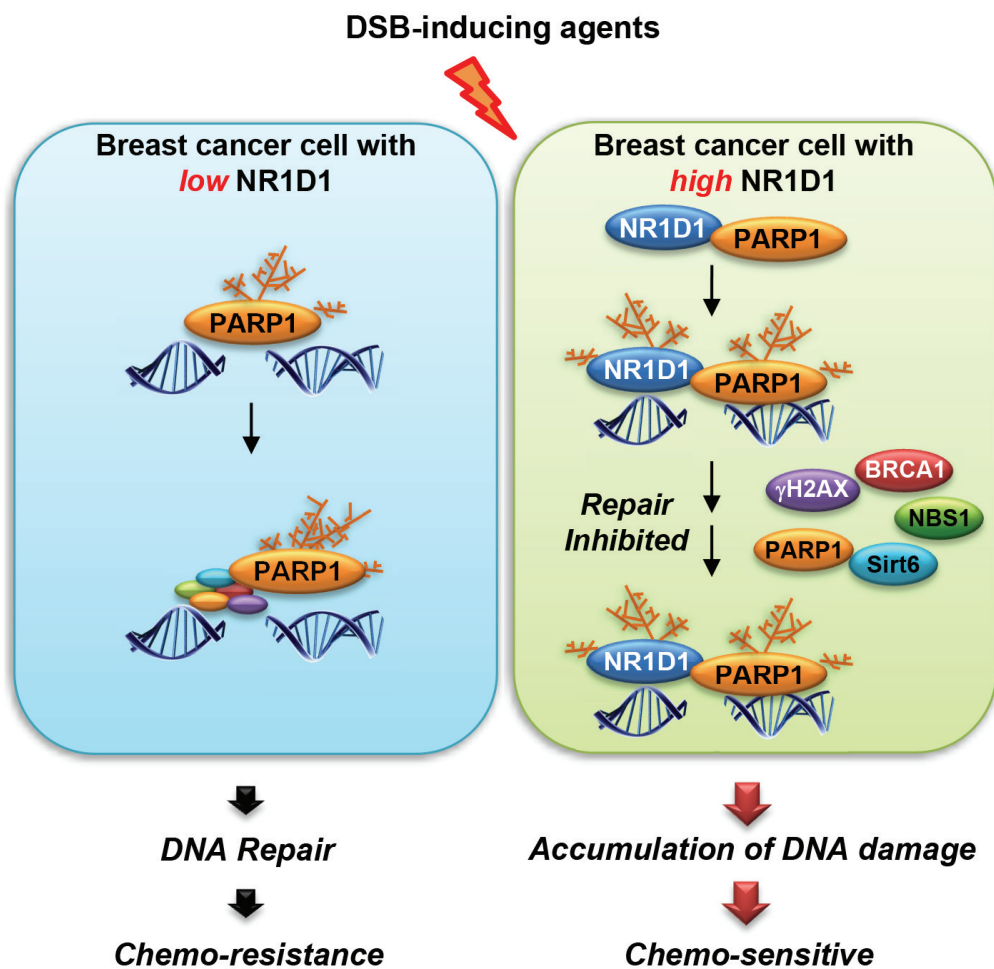 DSB-inducing agents
Breast cancer cell with
low NR1D1
PARP1
PARP1
DNA Repair
Chemo-resistance
Breast cancer cell with
high NR1D1
NR1D1
PARP1
NR1D1
PARP1
Repair
Inhibited
BRCA1
γH2AX
NBS1
PARP1
Sirt6
NR1D1
PARP1
Accumulation of DNA damage
Chemo-sensitive